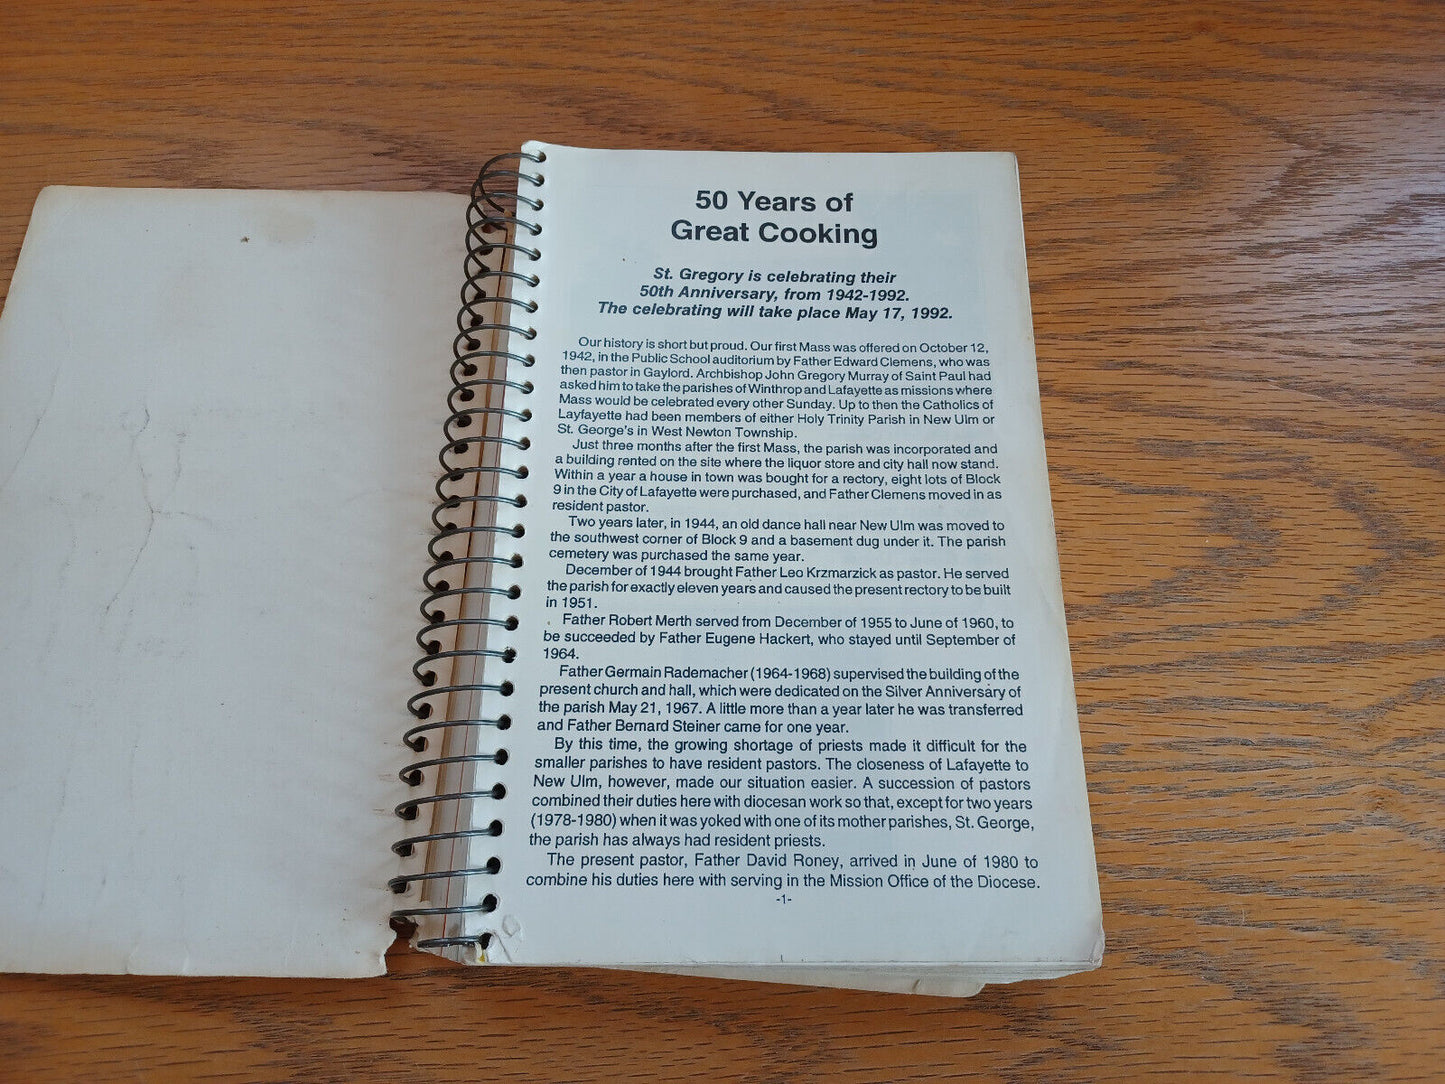 50 Years of
Great Cooking
St. Gregory is celebrating their
50th Anniversary, from 1942-1992.
The celebrating will take place May 17, 1992.
Our history is short but proud. Our first Mass was offered on October 12,
1942, in the Public School auditorium by Father Edward Clemens, who was
then pastor in Gaylord. Archbishop John Gregory Murray of Saint Paul had
asked him to take the parishes of Winthrop and Lafayette as missions where
Mass would be celebrated every other Sunday. Up to then the Catholics of
Layfayette had been members of either Holy Trinity Parish in New Ulm or
St. George's in West Newton Township.
Just three months after the first Mass, the parish was incorporated and
a building rented on the site where the liquor store and city hall now stand.
Within a year a house in town was bought for a rectory, eight lots of Block
9 in the City of Lafayette were purchased, and Father Clemens moved in as
resident pastor.
Two years later, in 1944, an old dance hall near New Ulm was moved to
the southwest corner of Block 9 and a basement dug under it. The parish
cemetery was purchased the same year.
December of 1944 brought Father Leo Krzmarzick as pastor. He served
the parish for exactly eleven years and caused the present rectory to be built
in 1951.
Father Robert Merth served from December of 1955 to June of 1960, to
be succeeded by Father Eugene Hackert, who stayed until September of
1964.
Father Germain Rademacher (1964-1968) supervised the building of the
present church and hall, which were dedicated on the Silver Anniversary of
the parish May 21, 1967. A little more than a year later he was transferred
and Father Bernard Steiner came for one year.
By this time, the growing shortage of priests made it difficult for the
smaller parishes to have resident pastors. The closeness of Lafayette to
New Ulm, however, made our situation easier. A succession of pastors
combined their duties here with diocesan work so that, except for two years
(1978-1980) when it was yoked with one of its mother parishes, St. George,
the parish has always had resident priests.
The present pastor, Father David Roney, arrived in June of 1980 to
combine his duties here with serving in the Mission Office of the Diocese.
-1-